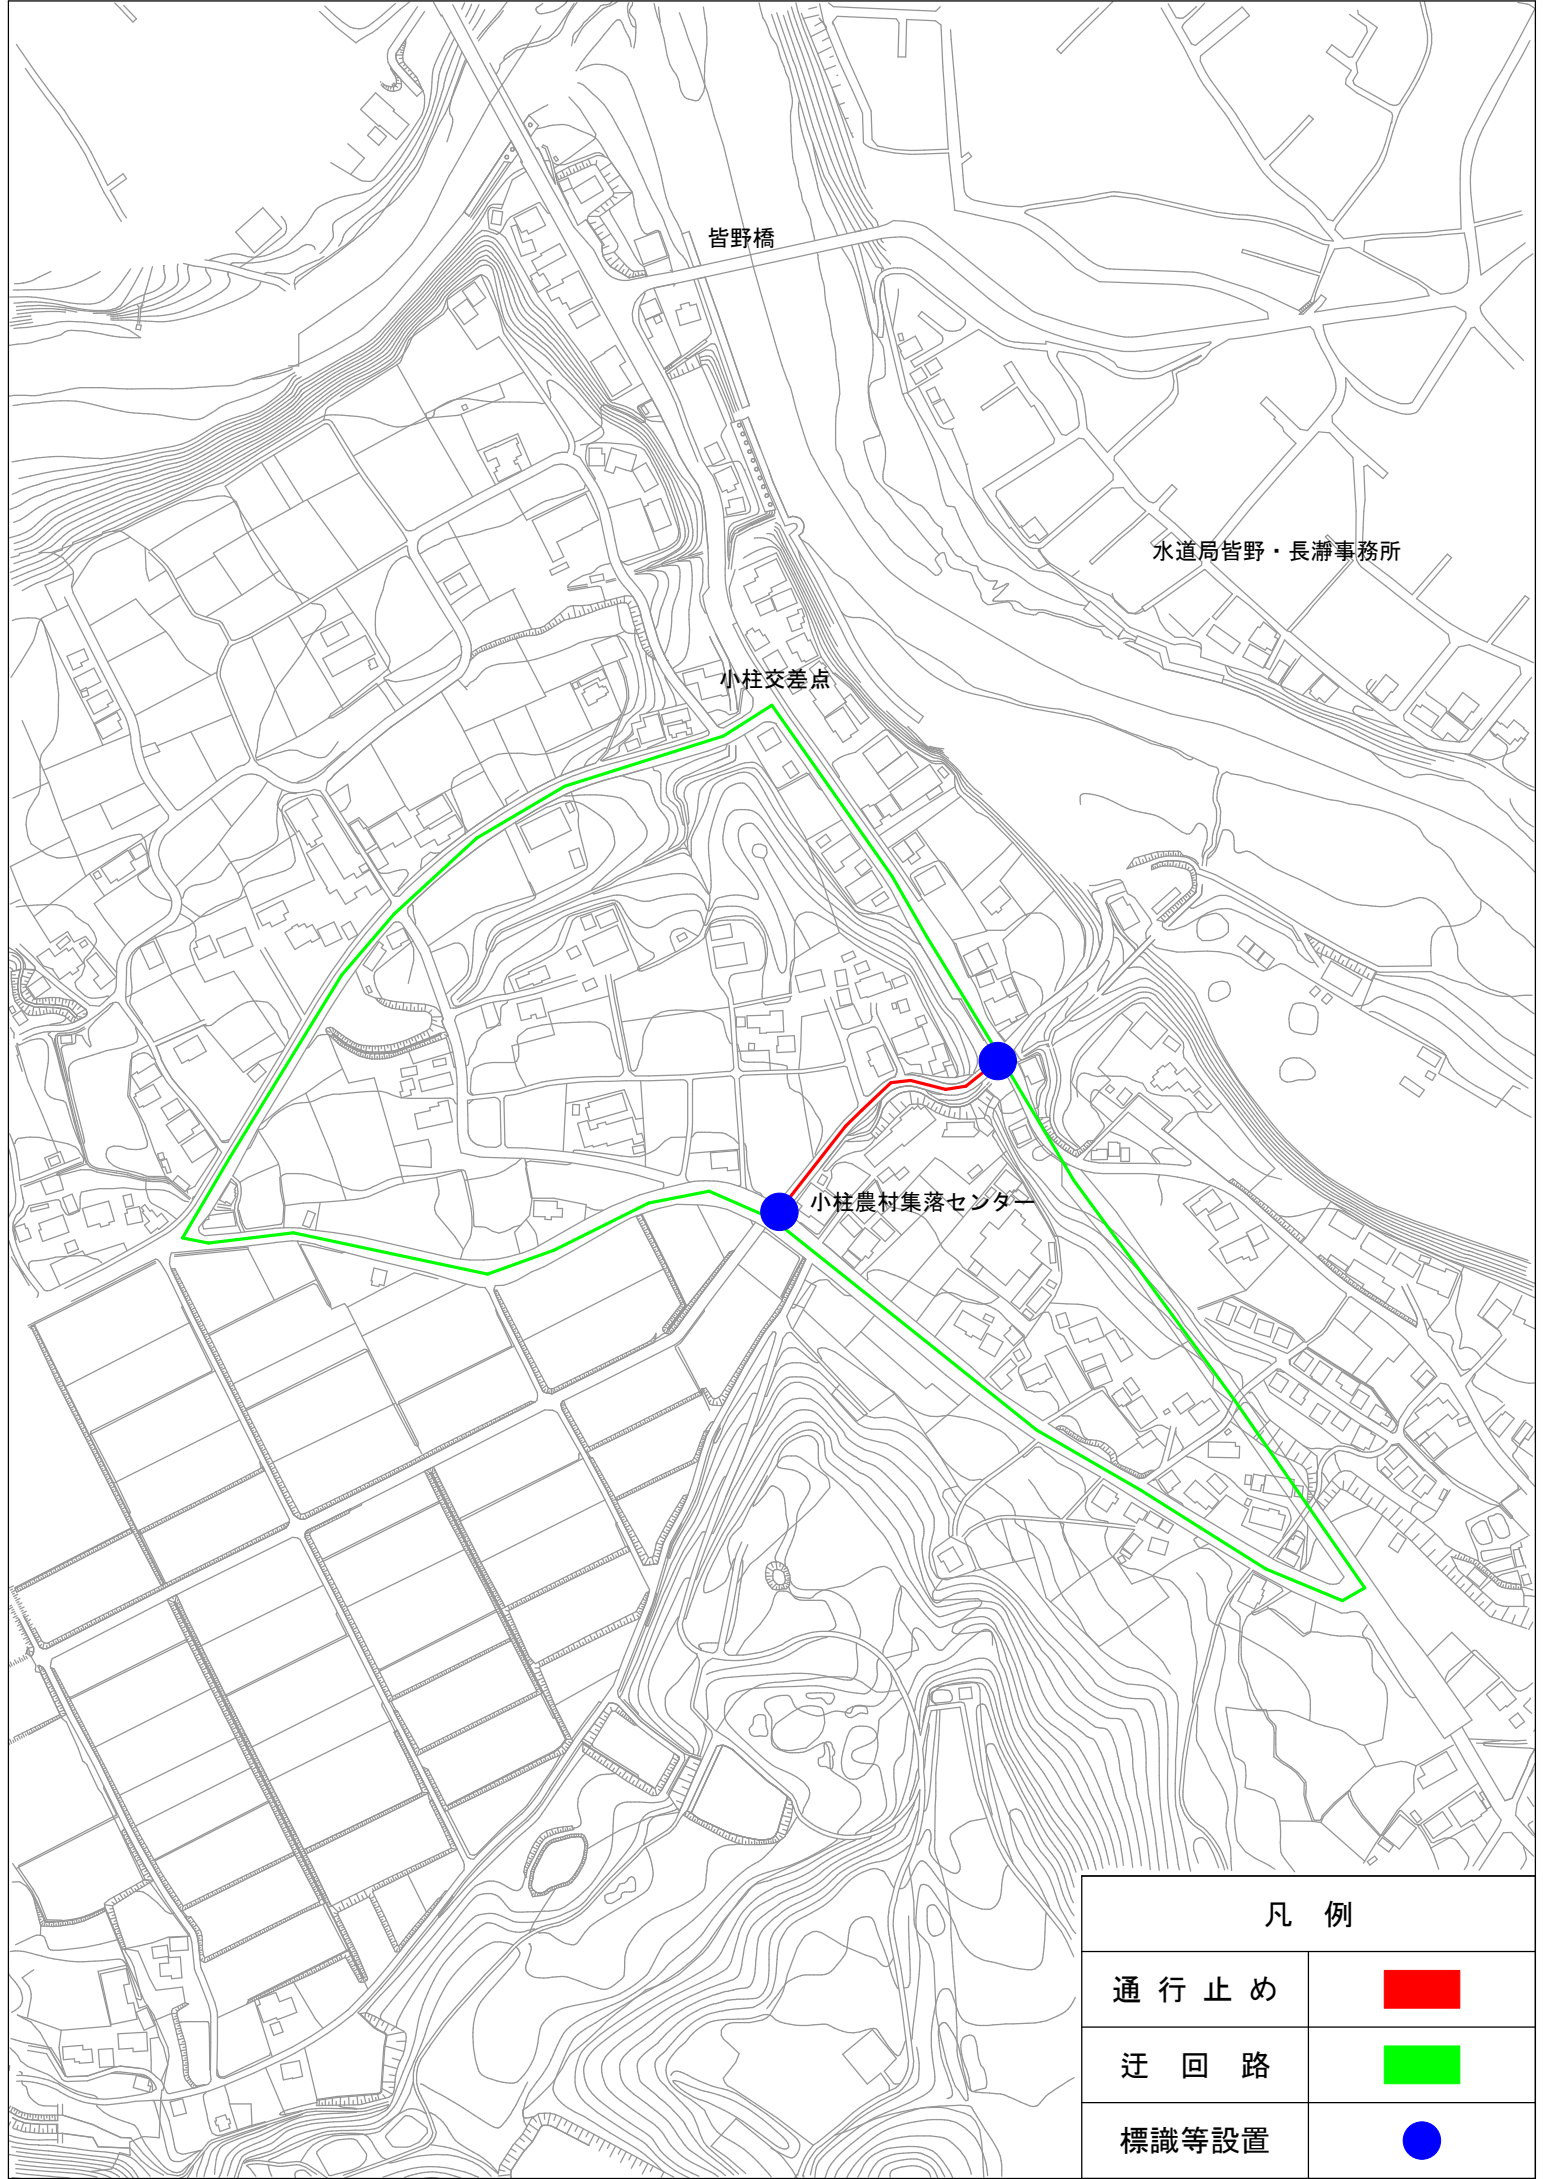 皆野橋
水道局皆野・長瀞事務所
小柱交差点
小柱農村集落センター
凡 例
通 行 止 め
迂 回 路
標識等設置